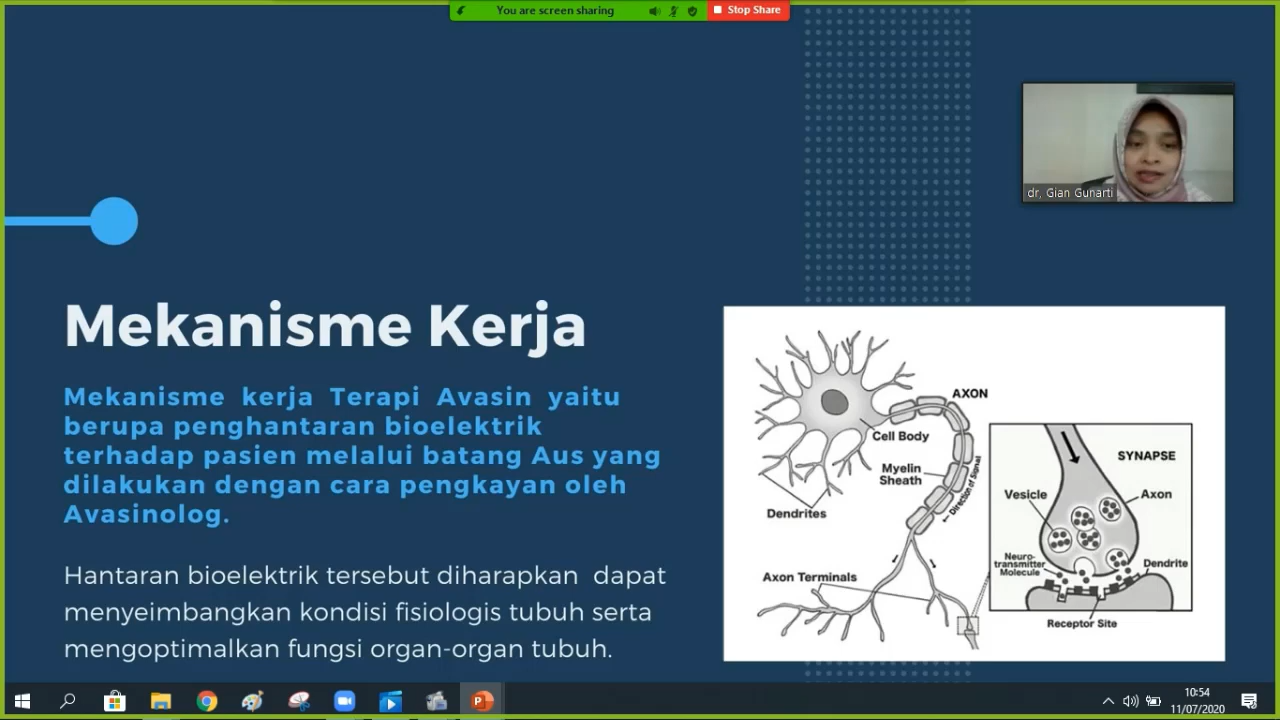 You are screen sharing
Stop Share
dr, Gian Gunarti
Mekanisme Kerja
Mekanisme kerja Terapi Avasin yaitu
berupa penghantaran bioelektrik
terhadap pasien melalui batang Aus yang
dilakukan dengan cara pengkayan oleh
Avasinolog.
Hantaran bioelektrik tersebut diharapkan dapat
menyeimbangkan kondisi fisiologis tubuh serta
mengoptimalkan fungsi organ-organ tubuh.
AXON
Cell Body
Myelin
Sheath
Direction of Signal
Dendrites
Axon Terminals
SYNAPSE
Vesicle
Axon
Neuro-
transmitter
Molecule
Dendrite
Receptor Site
P
10:54
11/07/2020